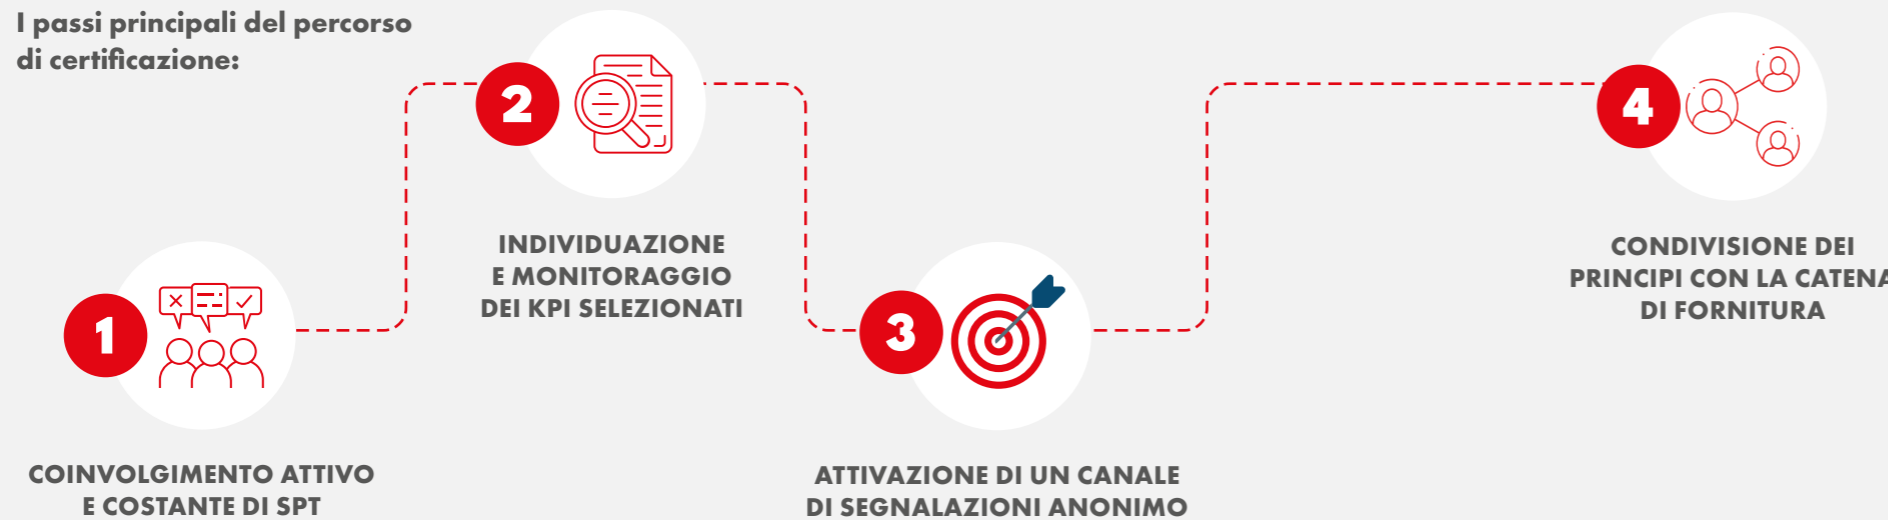 I passi principali del percorso
di certificazione:
1
COINVOLGIMENTO ATTIVO
E COSTANTE DI SPT
2
INDIVIDUAZIONE
E MONITORAGGIO
DEI KPI SELEZIONATI
3
ATTIVAZIONE DI UN CANALE
DI SEGNALAZIONI ANONIMO
4
CONDIVISIONE DEI
PRINCIPI CON LA CATENA
DI FORNITURA